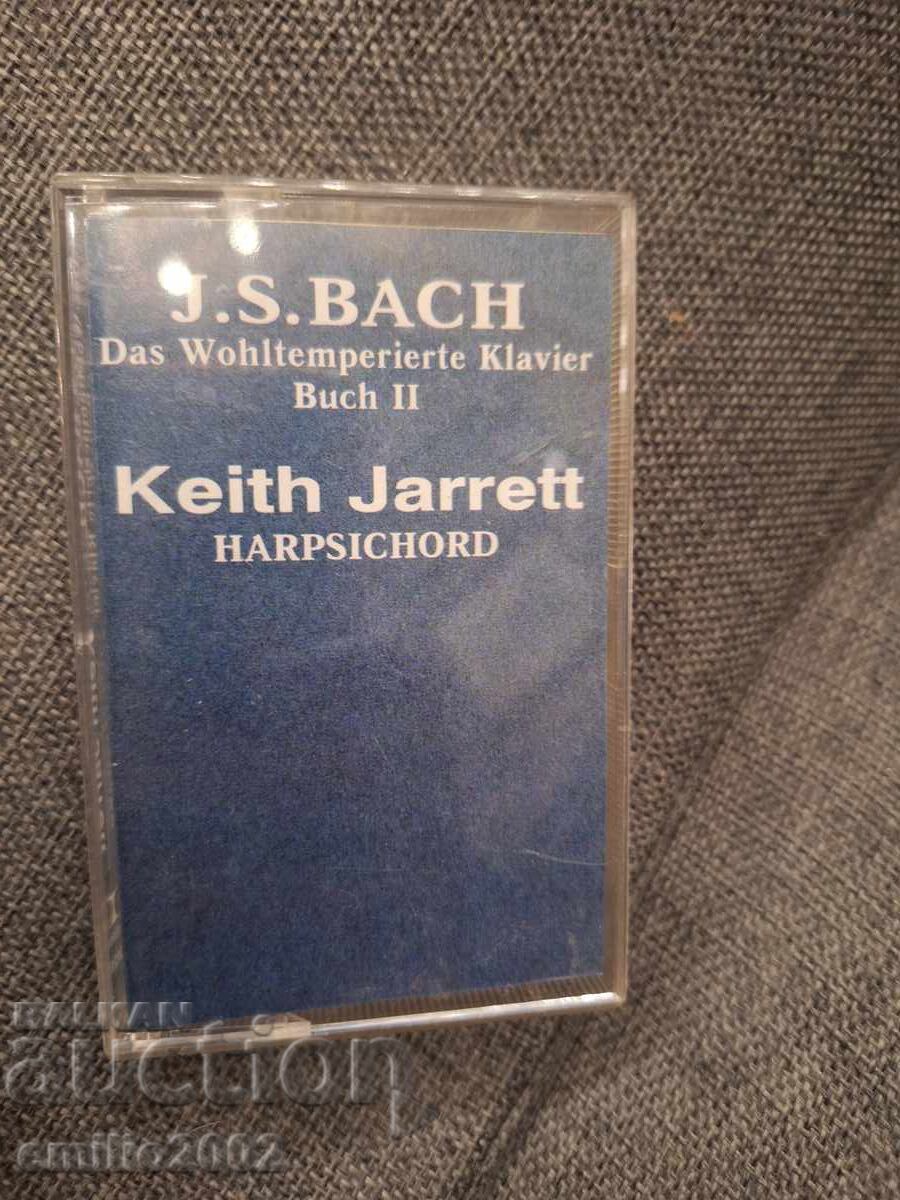 J.S.BACH
Das Wohltemperierte Klavier
Buch II
Keith Jarrett
HARPSICHORD
BALKAN
auction
emilio2002